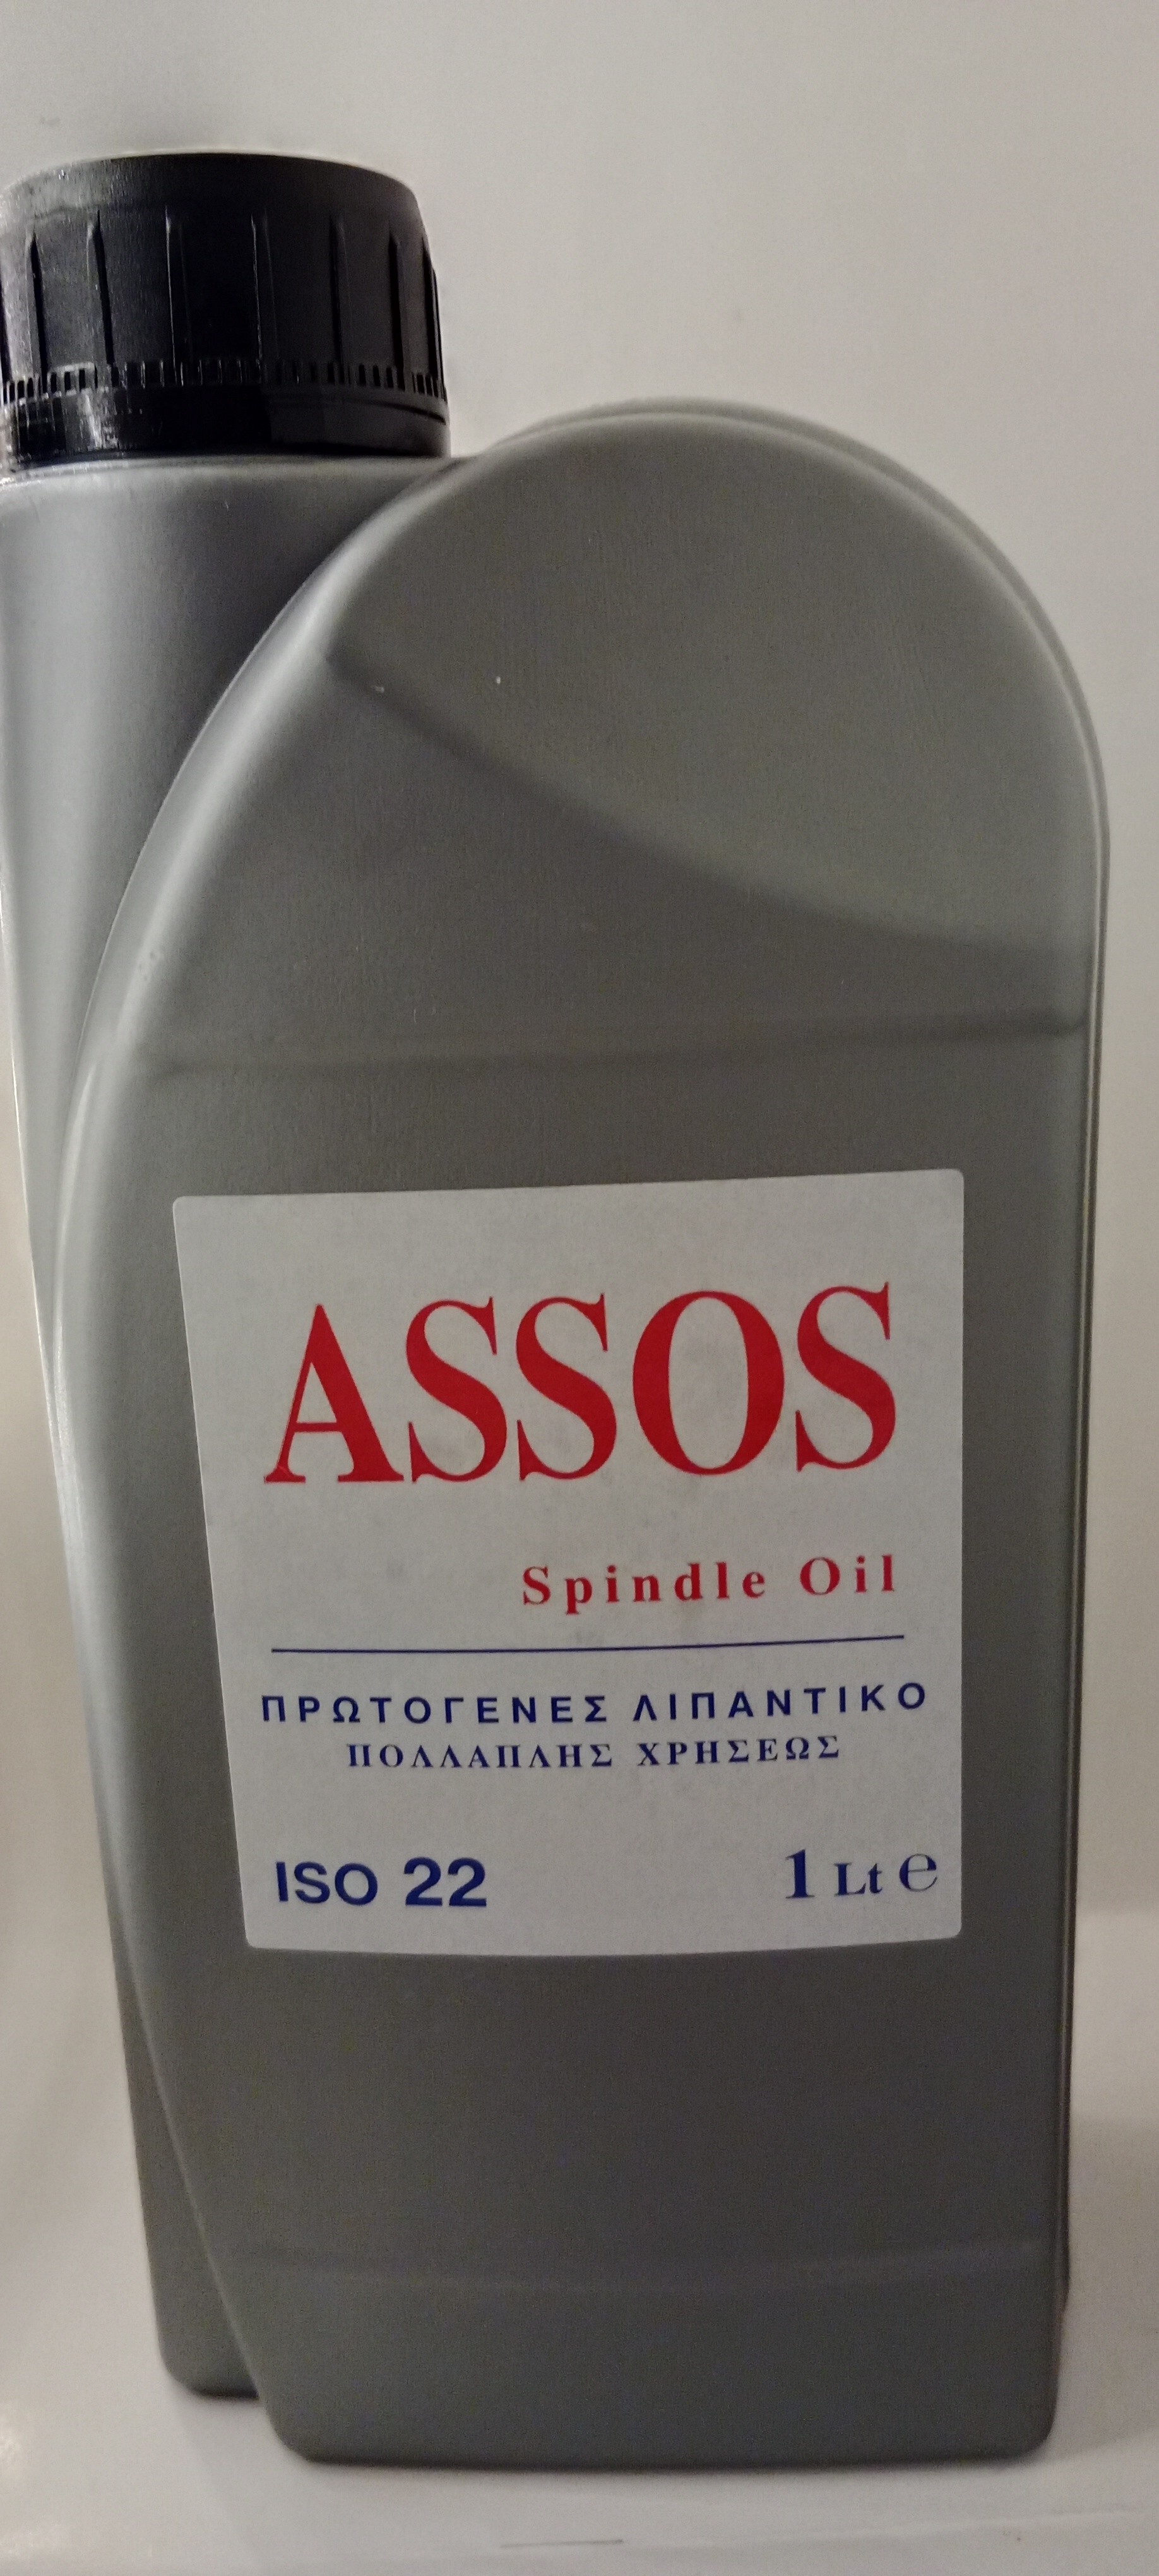 ASSOS
Spindle Oil
ΠΡΩΤΟΓΕΝΕΣ ΛΙΠΑΝΤΙΚΟ
ΠΟΛΛΑΠΛΗΣ ΧΡΗΣΕΩΣ
ISO 22
1 Lt ℮